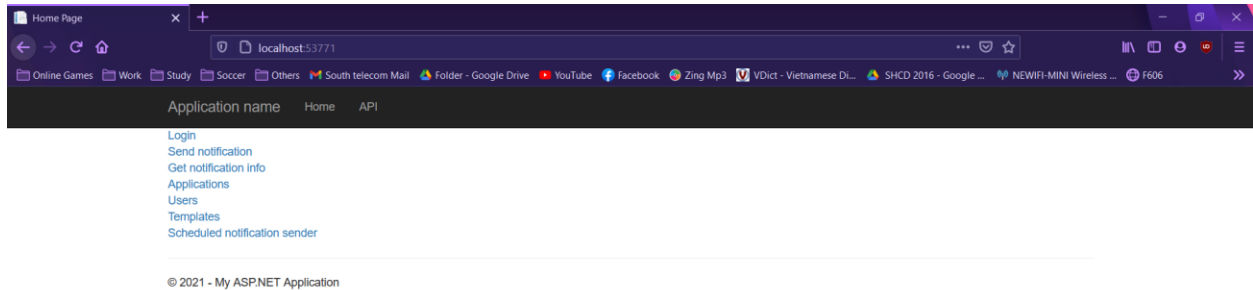 Home Page
localhost:53771
Online Games Work Study Soccer Others South telecom Mail Folder - Google Drive YouTube Facebook Zing Mp3 VDict - Vietnamese Di... SHCD 2016 - Google ... NEWIFI-MINI Wireless ... F606
Application name Home API
Login
Send notification
Get notification info
Applications
Users
Templates
Scheduled notification sender
© 2021 - My ASP.NET Application